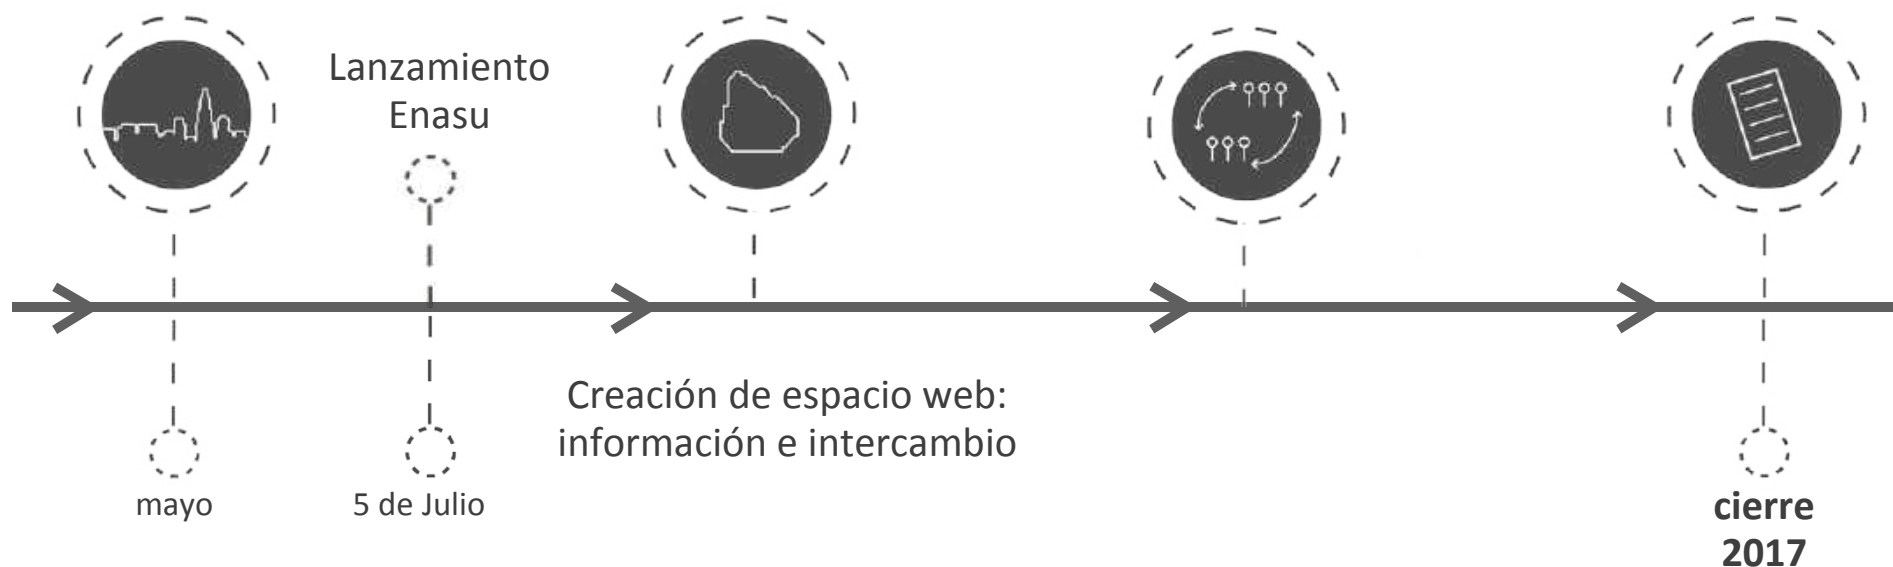 Lanzamiento
Enasu
Creación de espacio web:
información e intercambio
mayo
5 de Julio
cierre
2017